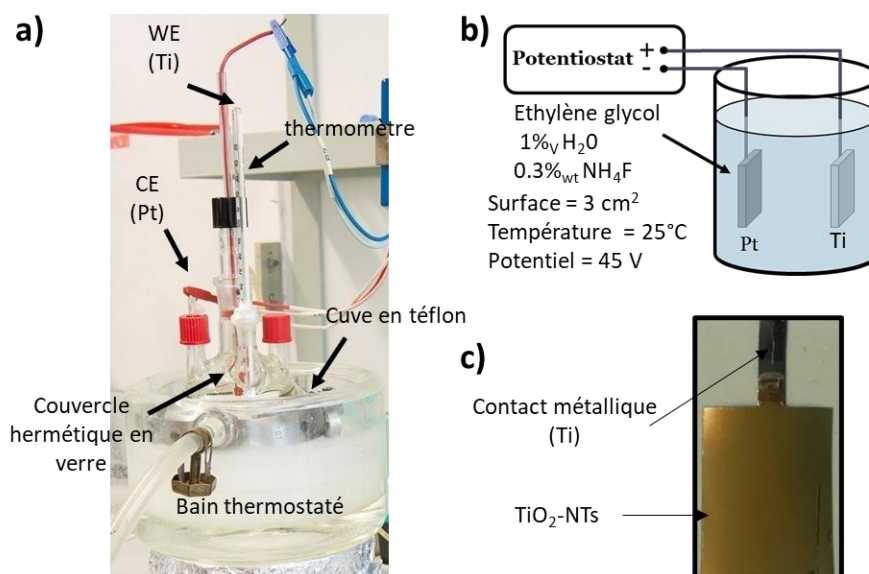 a)
WE
(Ti)
thermomètre
CE
(Pt)
Cuve en téflon
Couvercle
hermétique en
verre
Bain thermostaté
b)
Potentiostat + -
Ethylène glycol
1%V H2O
0.3%wt NH4F
Surface = 3 cm2
Température = 25°C
Potentiel = 45 V
Pt
Ti
c)
Contact métallique
(Ti)
TiO2-NTs